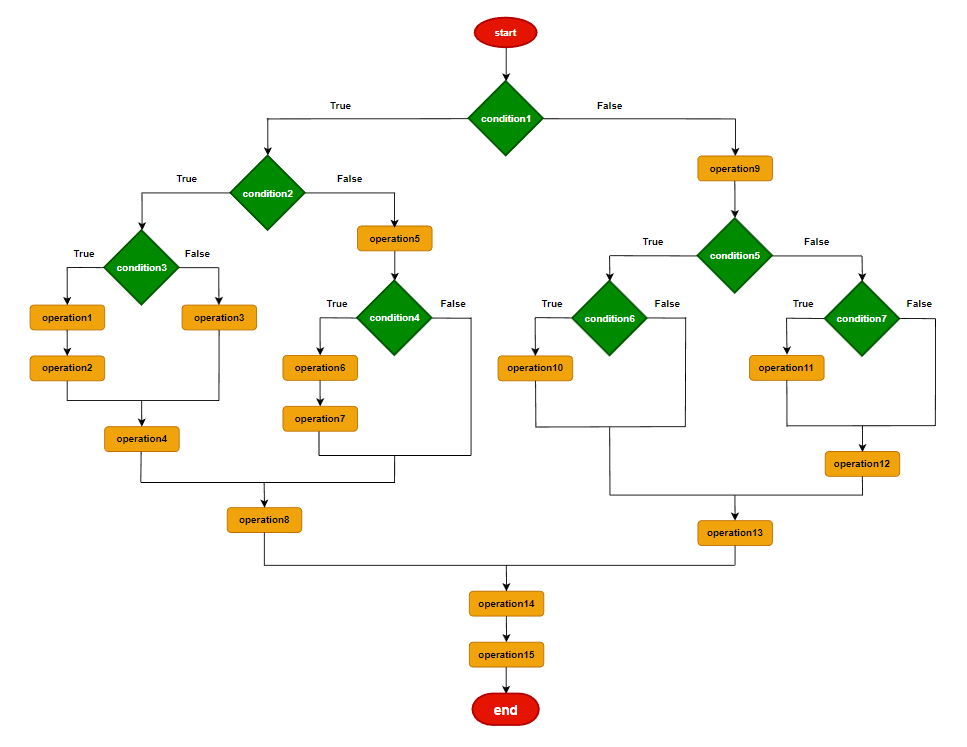 start
True
False
condition1
operation9
True
False
condition2
operation5
True
False
condition5
True
False
condition3
operation1
operation3
operation2
operation4
True
False
condition4
operation6
operation7
True
False
condition6
operation10
True
False
condition7
operation11
operation12
operation8
operation13
operation14
operation15
end